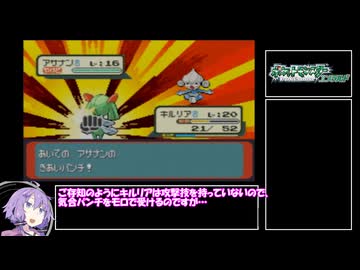 アサナン♂ L:16
キルリア♂ L:20
21/ 52
あいての アサナンの
きあいパンチ！
ご存知のようにキルリアは攻撃技を持っていないので、
気合パンチをモロで受けるのですが…